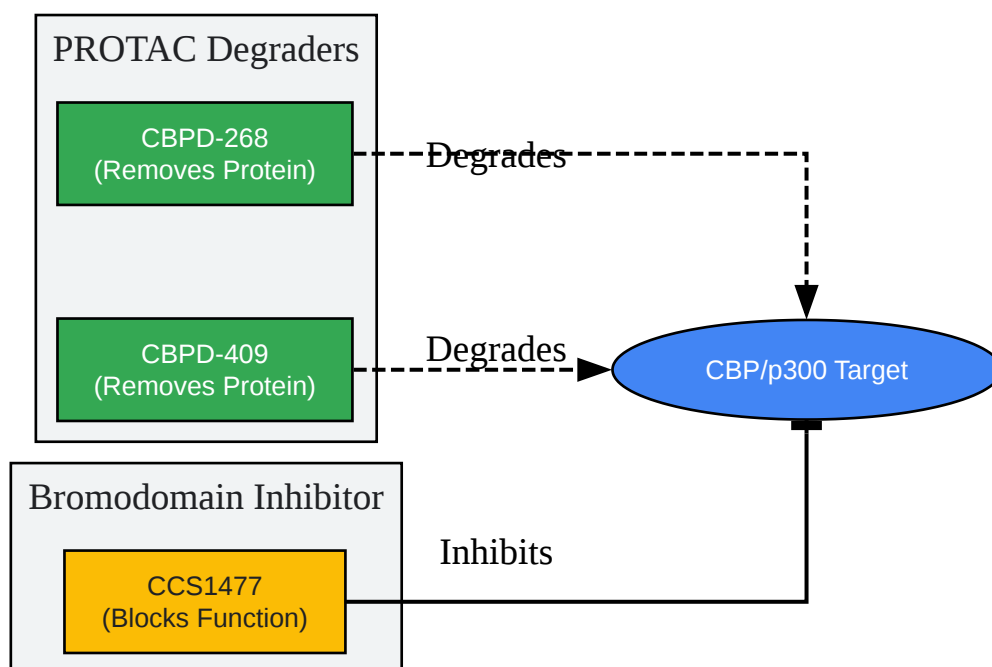 PROTAC Degraders
CBPD-268
(Removes Protein)
Degrades
CBPD-409
(Removes Protein)
Degrades
CBP/p300 Target
Bromodomain Inhibitor
CCS1477
(Blocks Function)
Inhibits